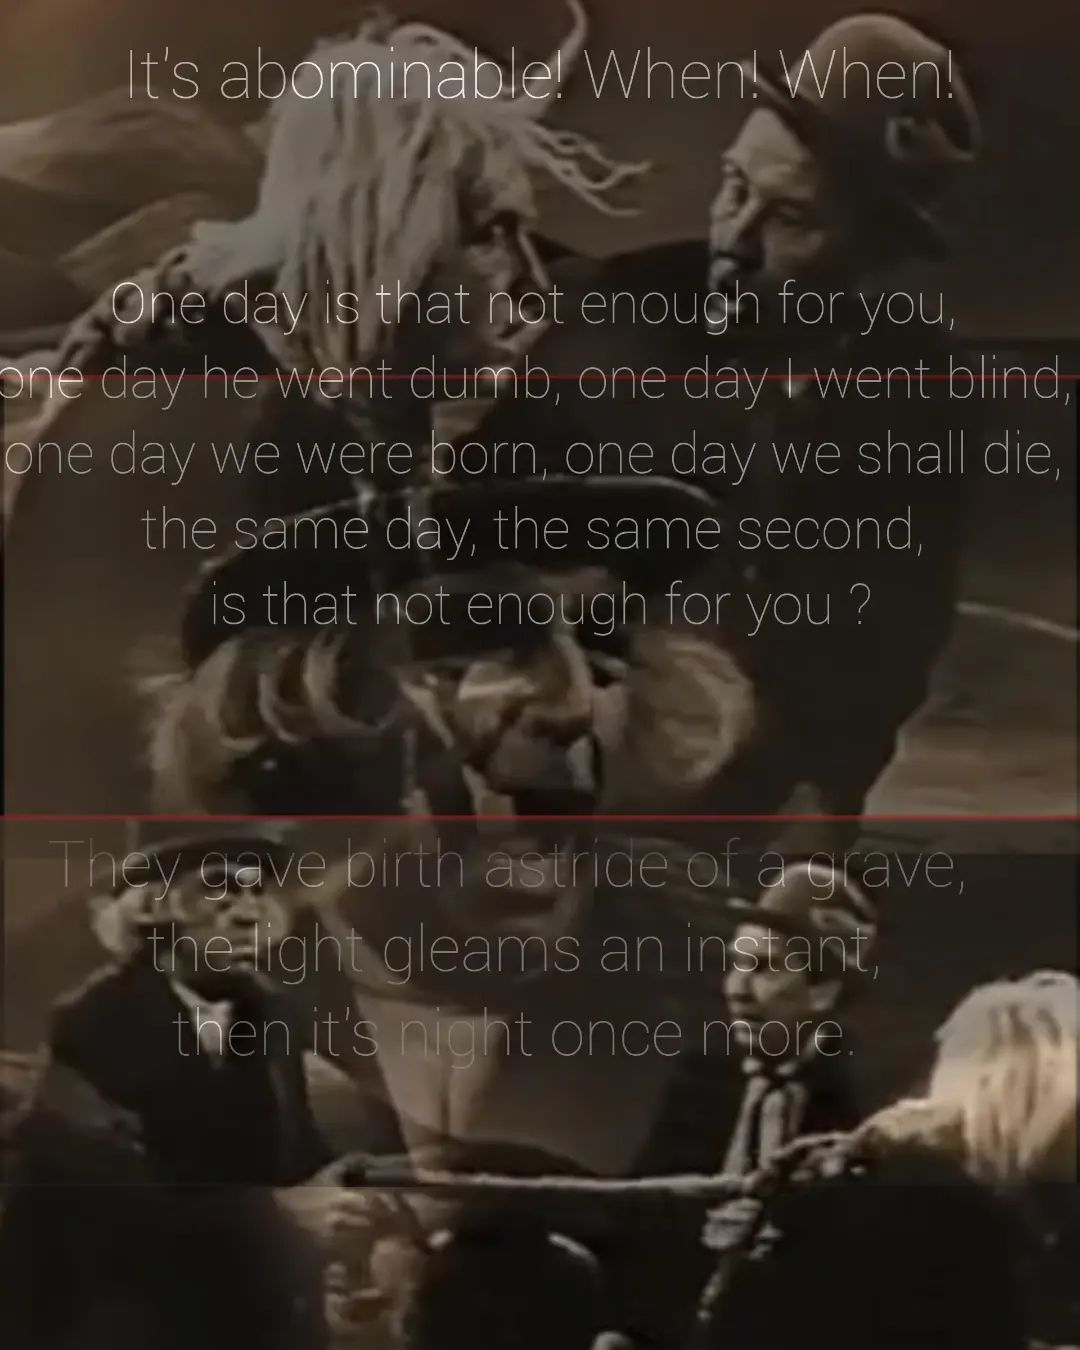 It's abominable! When! When!
One day is that not enough for you,
one day he went dumb, one day I went blind,
one day we were born, one day we shall die,
the same day, the same second,
is that not enough for you ?
They gave birth astride of a grave,
the light gleams an instant,
then it's night once more.